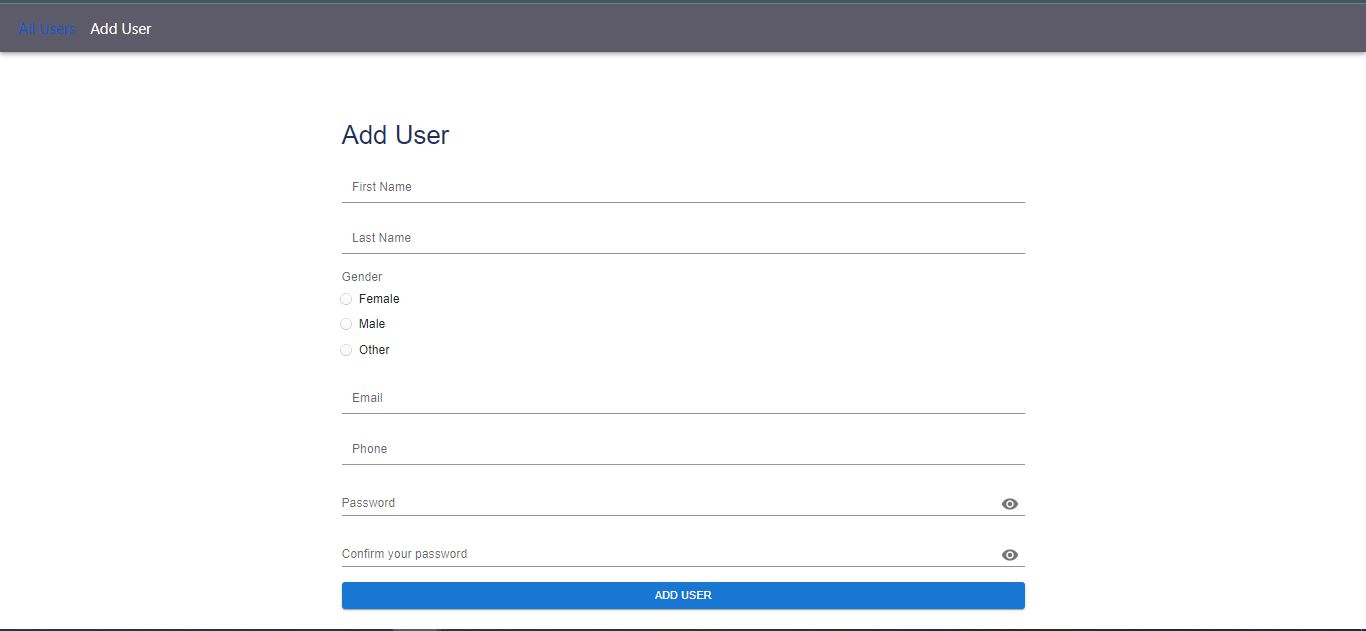 All Users Add User
Add User
First Name
Last Name
Gender
Female
Male
Other
Email
Phone
Password
Confirm your password
ADD USER